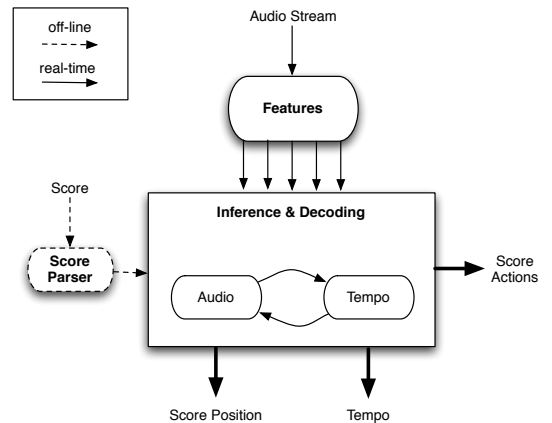 off-line
real-time
Audio Stream
Features
Score
Score
Parser
Inference & Decoding
Audio
Tempo
Score
Actions
Score Position
Tempo